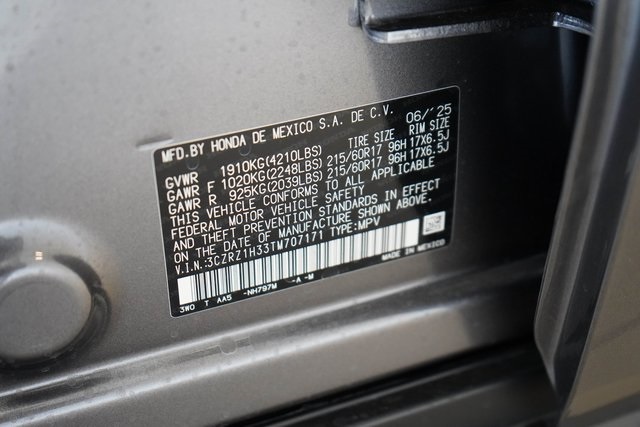 MFD.BY HONDA DE MEXICO S.A. DE C.V. 06/'25
GVWR 1910KG(4210LBS) TIRE SIZE RIM SIZE
GAWR F 1020KG(2248LBS) 215/60R17 96H 17X6.5J
GAWR R 925KG(2039LBS) 215/60R17 96H 17X6.5J
THIS VEHICLE CONFORMS TO ALL APPLICABLE
FEDERAL MOTOR VEHICLE SAFETY
AND THEFT PREVENTION STANDARDS IN EFFECT
ON THE DATE OF MANUFACTURE SHOWN ABOVE.
V.I.N.:3CZRZ1H33TM707171 TYPE:MPV
MADE IN MEXICO
3W0 T AA5 -NH797M -A -M